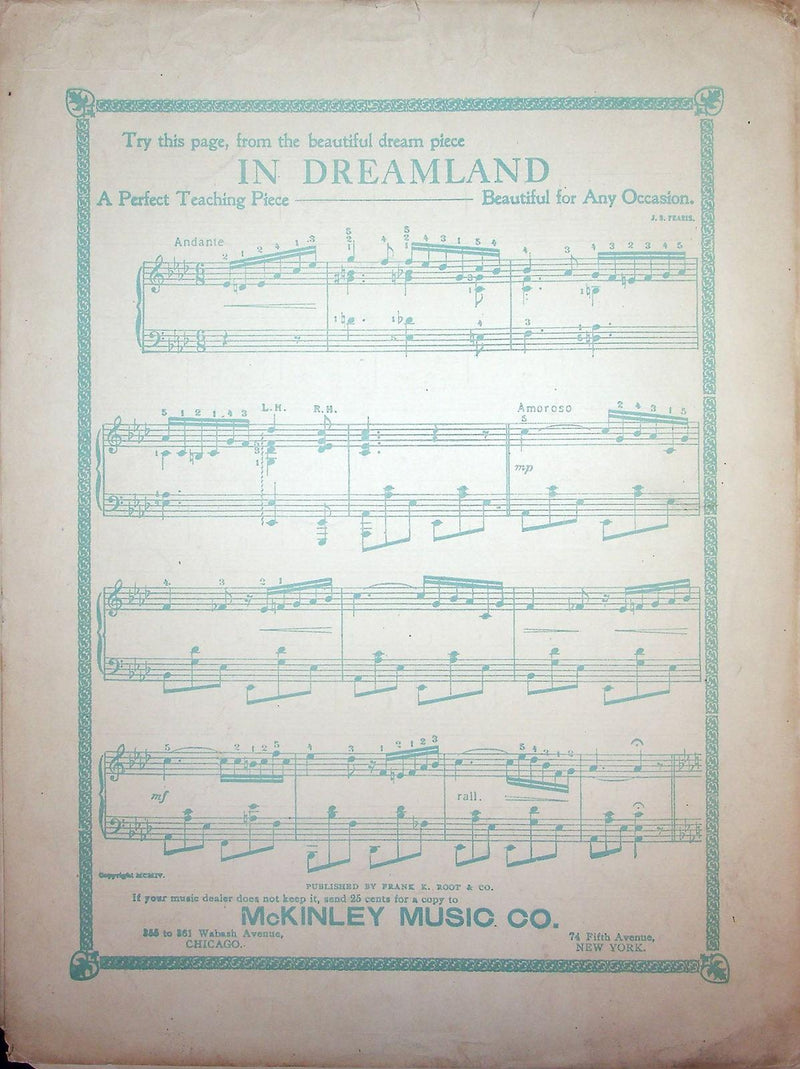 Try this page, from the beautiful dream piece
IN DREAMLAND
A Perfect Teaching Piece Beautiful for Any Occasion.
J. S. FEARIS.
Andante
L.H. R.H. Amoroso
mp
mf rall.
Copyright MCMIV.
PUBLISHED BY FRANK K. ROOT & CO.
If your music dealer does not keep it, send 25 cents for a copy to
McKINLEY MUSIC CO.
to 361 Wabash Avenue, 74 Fifth Avenue,
CHICAGO. NEW YORK.